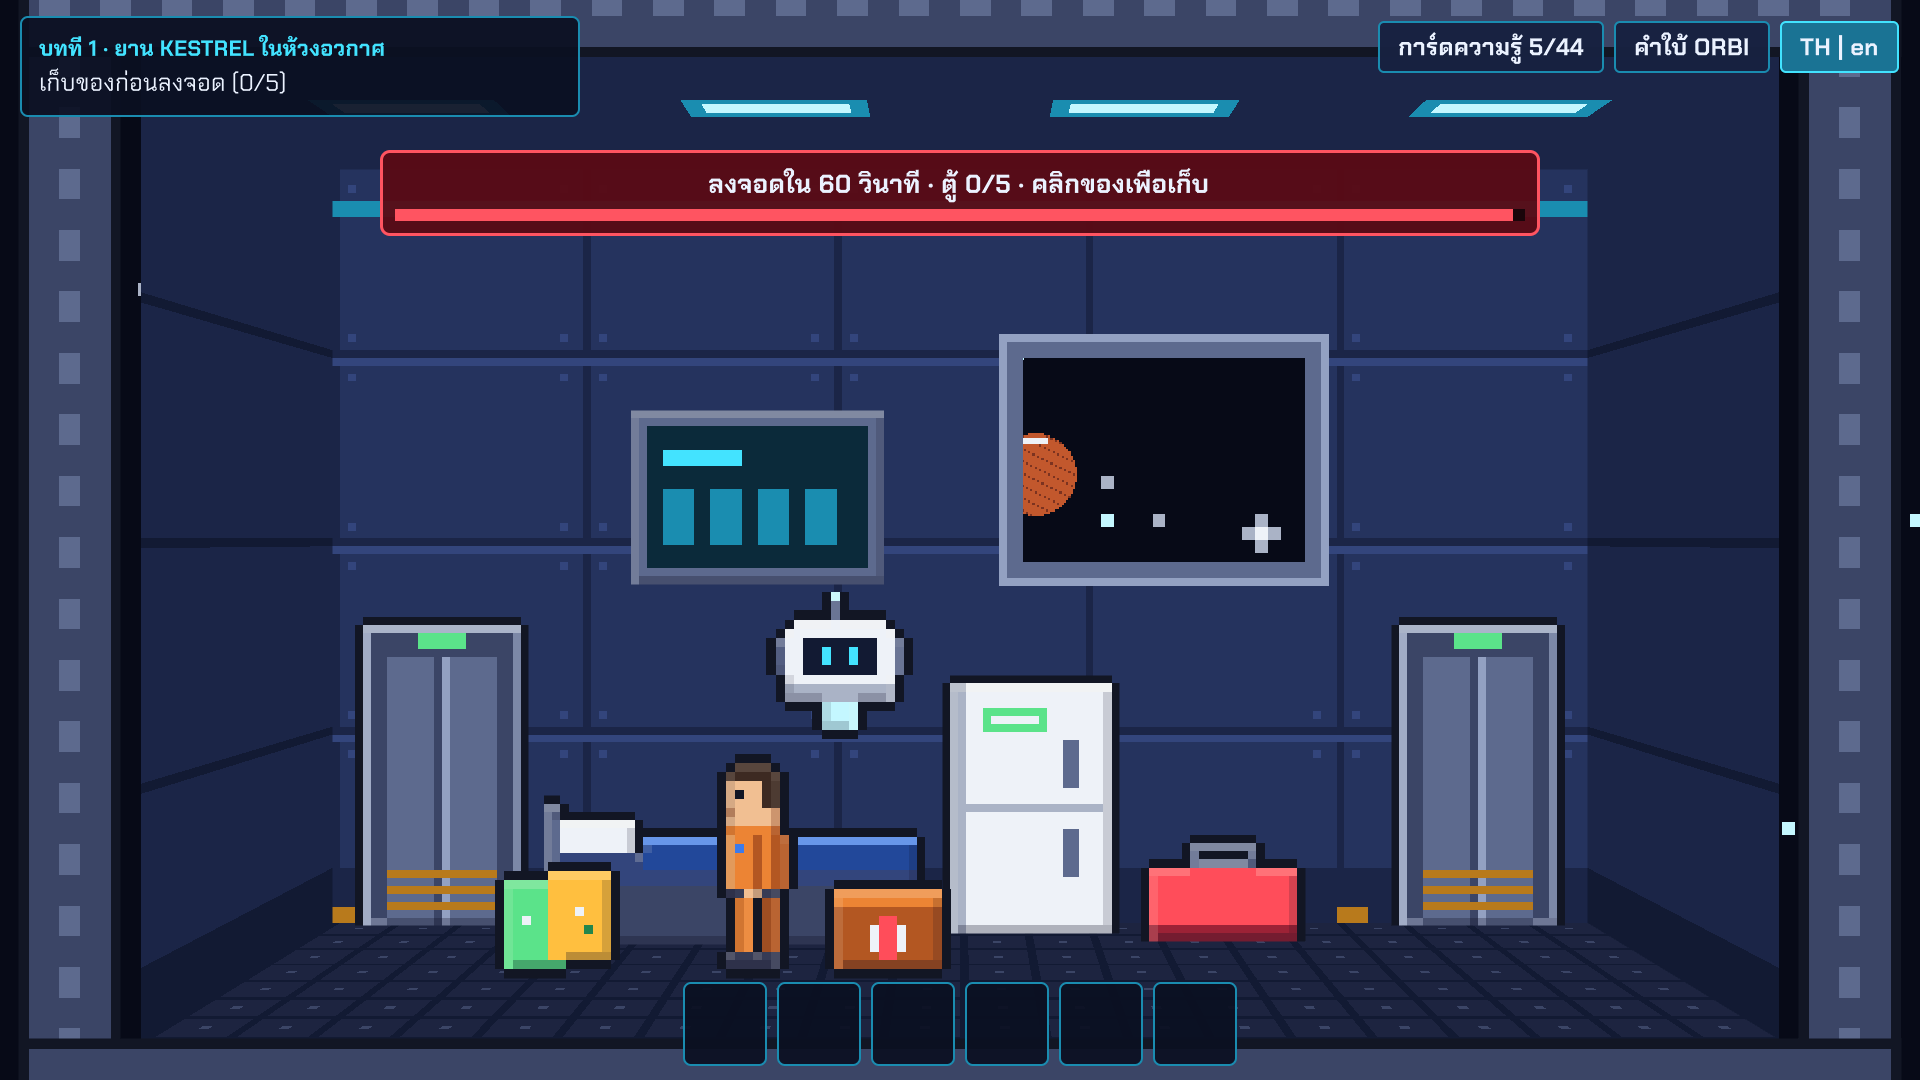 บทที่ 1 · ยาน KESTREL ในห้วงอวกาศ
เก็บของก่อนลงจอด (0/5)
การ์ดความรู้ 5/44
คำใบ้ ORBI
TH | en
ลงจอดใน 60 วินาที · ตู้ 0/5 · คลิกของเพื่อเก็บ